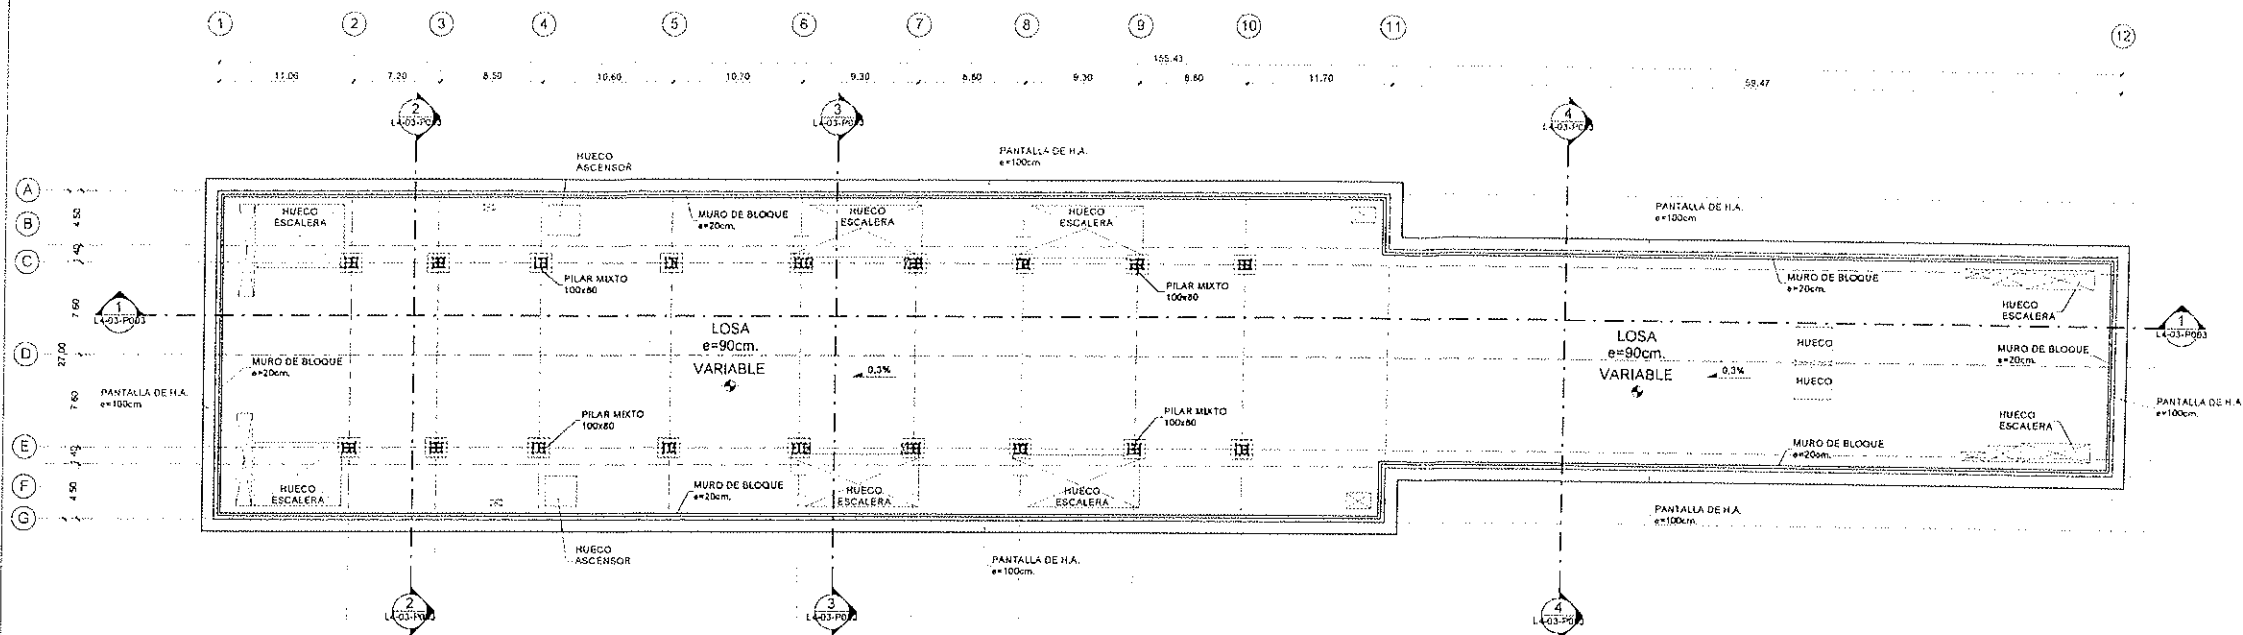 1 2 3 4 5 6 7 8 9 10 11 12
155.43
11.06 7.20 8.50 10.60 10.70 9.30 8.80 9.30 8.80 11.70 59.47
2
L4-03-P003
3
L4-03-P003
4
L4-03-P003
HUECO
ASCENSOR
PANTALLA DE H.A.
e=100cm
A
B
C
D
E
F
G
4.50
3.40
7.60
27.00
7.60
3.40
4.50
HUECO
ESCALERA
MURO DE BLOQUE
e=20cm.
HUECO
ESCALERA
HUECO
ESCALERA
PANTALLA DE H.A.
e=100cm
PILAR MIXTO
100x80
PILAR MIXTO
100x80
MURO DE BLOQUE
e=20cm.
HUECO
ESCALERA
1
L4-03-P003
1
L4-03-P003
LOSA
e=90cm.
VARIABLE
0,3%
LOSA
e=90cm.
VARIABLE
0,3%
HUECO
HUECO
MURO DE BLOQUE
e=20cm.
MURO DE BLOQUE
e=20cm.
PANTALLA DE H.A.
e=100cm
PANTALLA DE H.A
e=100cm.
PILAR MIXTO
100x80
PILAR MIXTO
100x80
HUECO
ESCALERA
MURO DE BLOQUE
e=20cm.
HUECO
ESCALERA
MURO DE BLOQUE
e=20cm.
HUECO
ESCALERA
HUECO
ESCALERA
PANTALLA DE H.A.
e=100cm.
HUECO
ASCENSOR
PANTALLA DE H.A.
e=100cm.
2
L4-03-P003
3
L4-03-P003
4
L4-03-P003